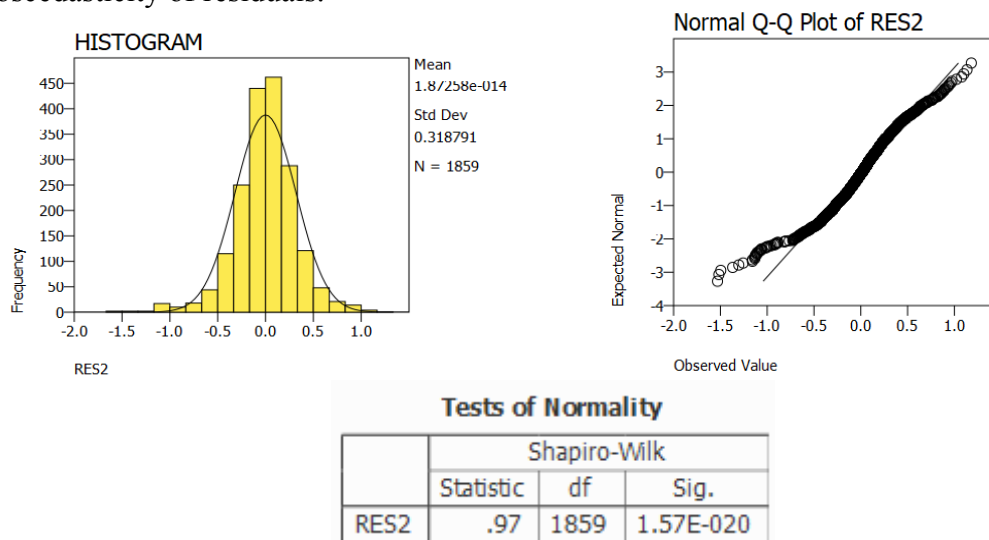 oscedasticity of residuals.
HISTOGRAM
Mean
1.87258e-014
Std Dev
0.318791
N = 1859
450
400
350
300
250
200
150
100
50
0
Frequency
-2.0 -1.5 -1.0 -0.5 0.0 0.5 1.0
RES2
Normal Q-Q Plot of RES2
3
2
1
0
-1
-2
-3
-4
Expected Normal
-2.0 -1.5 -1.0 -0.5 0.0 0.5 1.0
Observed Value
Tests of Normality
Shapiro-Wilk
Statistic df Sig.
RES2 .97 1859 1.57E-020